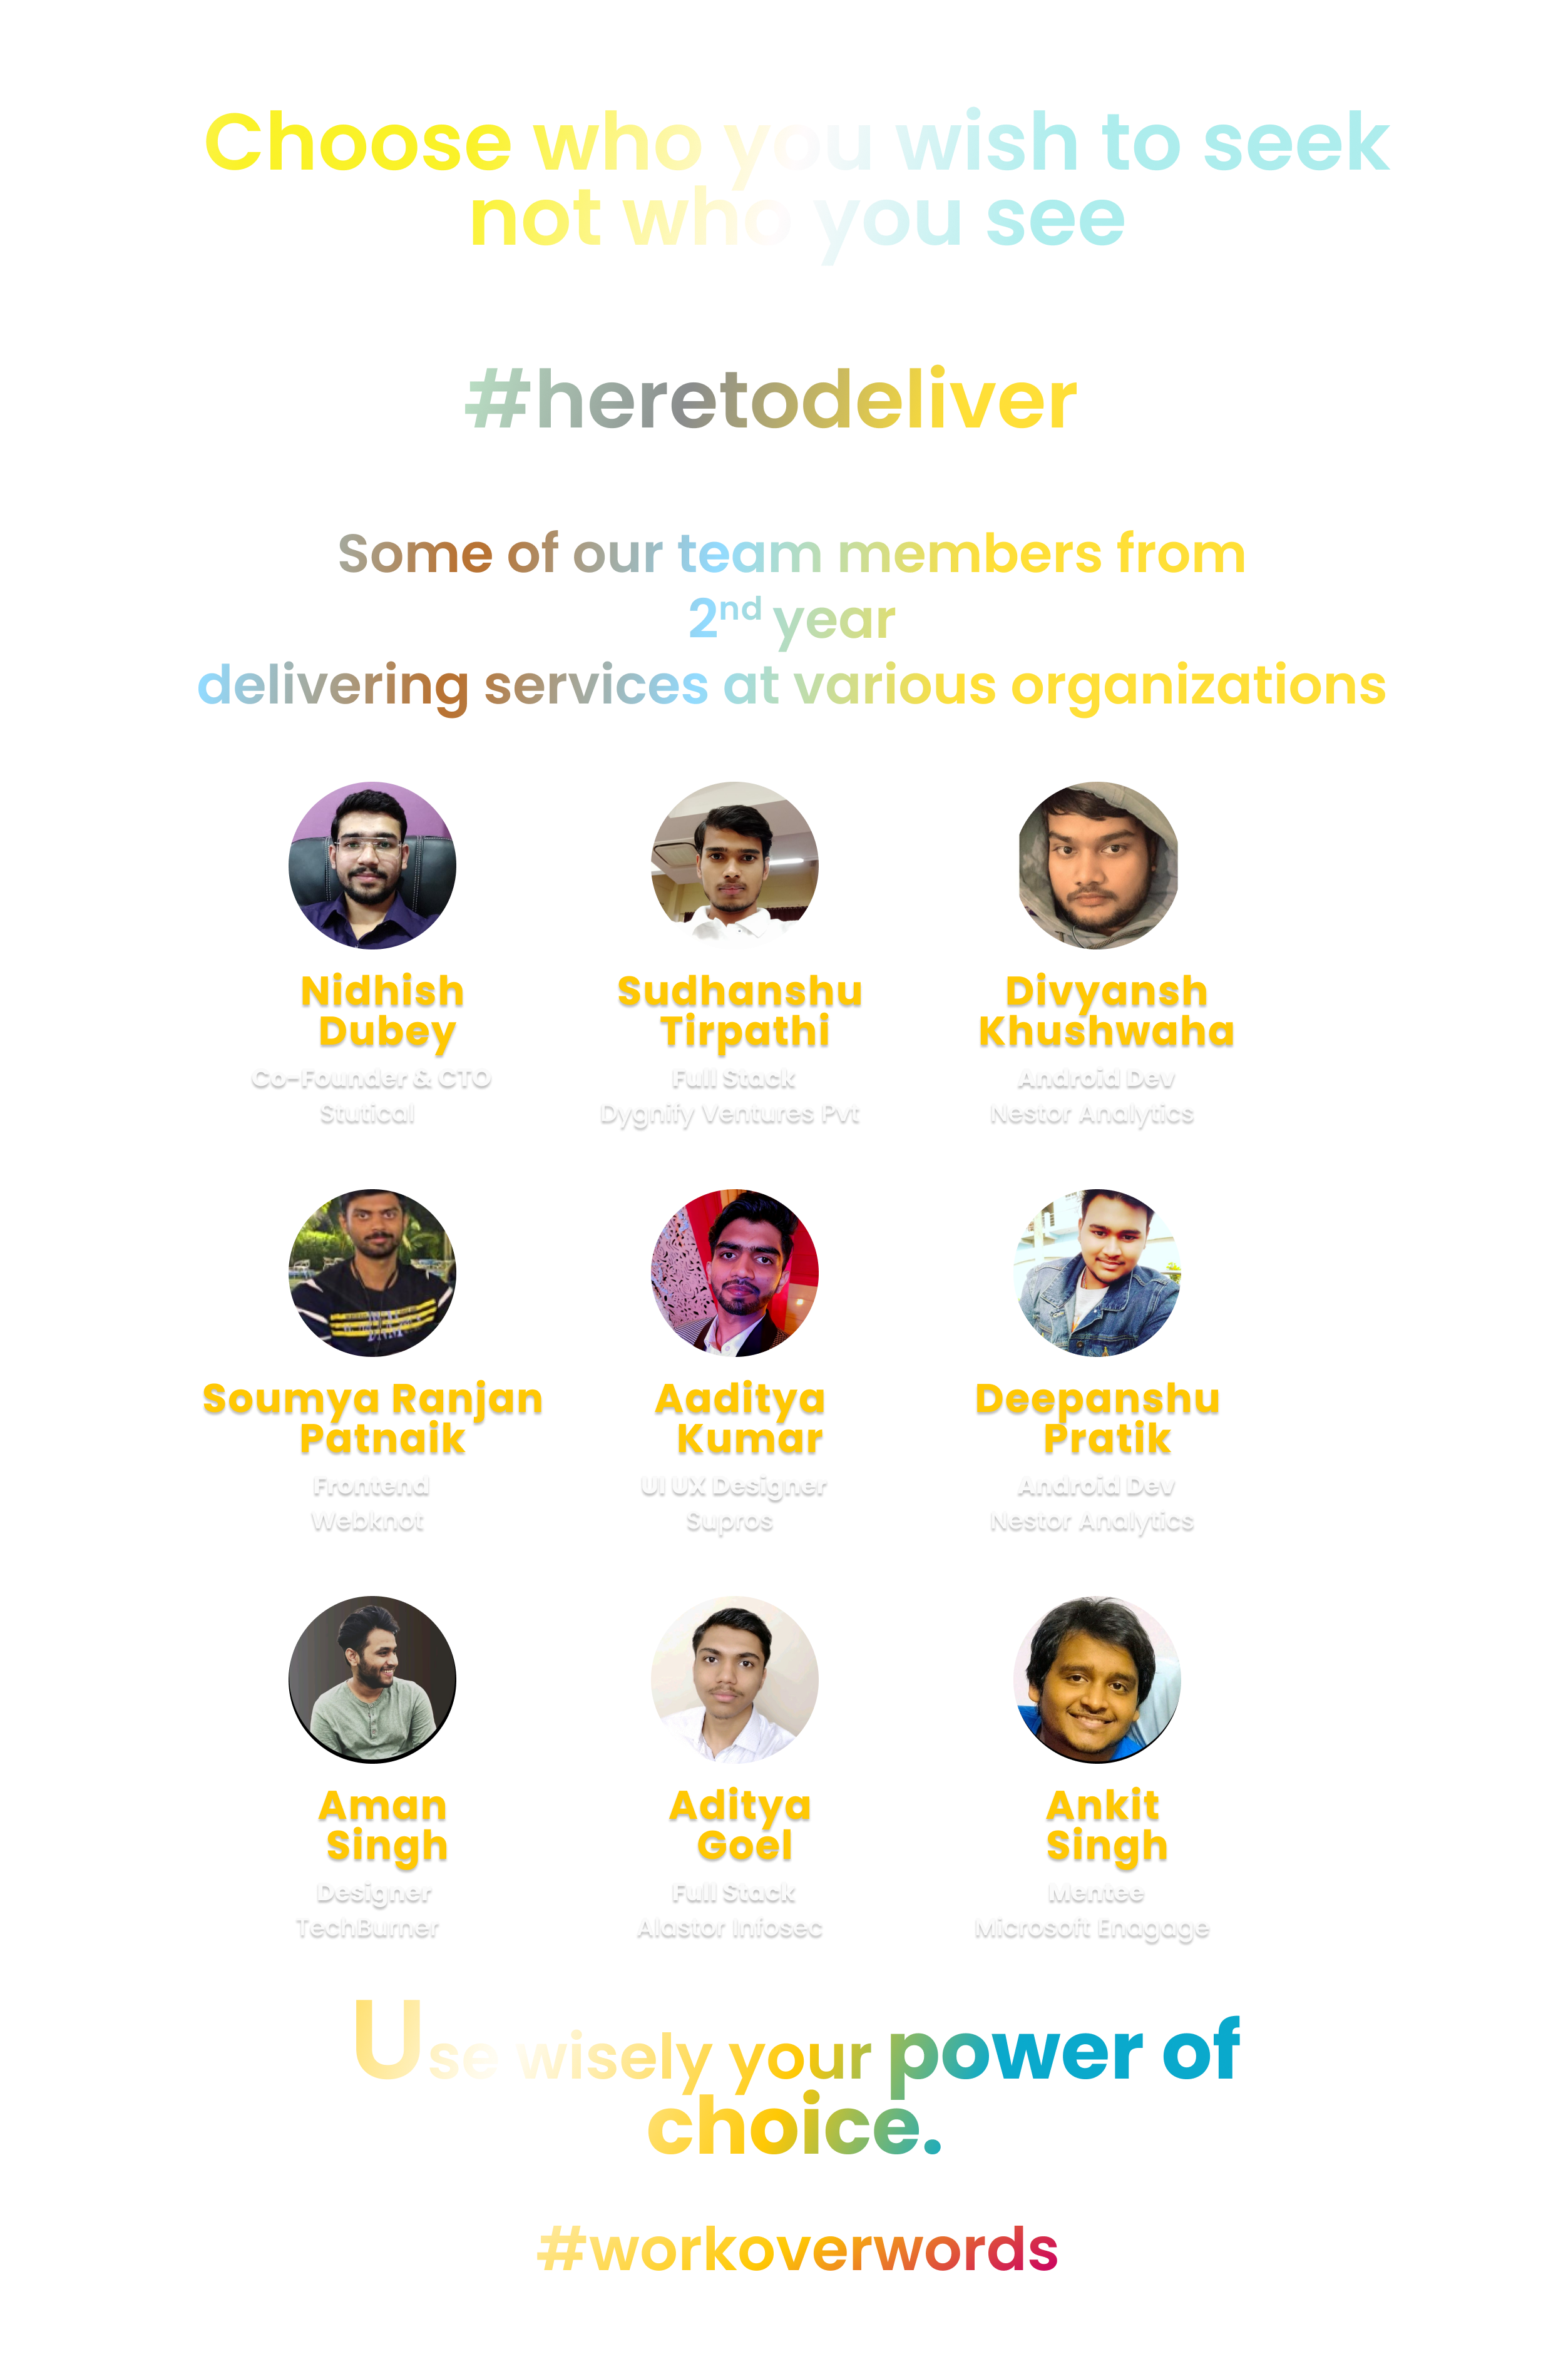 Choose who you wish to seek
not who you see
#heretodeliver
Some of our team members from
2nd year
delivering services at various organizations
Nidhish
Dubey
Co-Founder & CTO
Stutical
Sudhanshu
Tirpathi
Full Stack
Dygnify Ventures Pvt
Divyansh
Khushwaha
Android Dev
Nestor Analytics
Soumya Ranjan
Patnaik
Frontend
Webknot
Aaditya
Kumar
UI UX Designer
Supros
Deepanshu
Pratik
Android Dev
Nestor Analytics
Aman
Singh
Designer
TechBurner
Aditya
Goel
Full Stack
Alastor Infosec
Ankit
Singh
Mentee
Microsoft Enagage
Use wisely your power of
choice.
#workoverwords